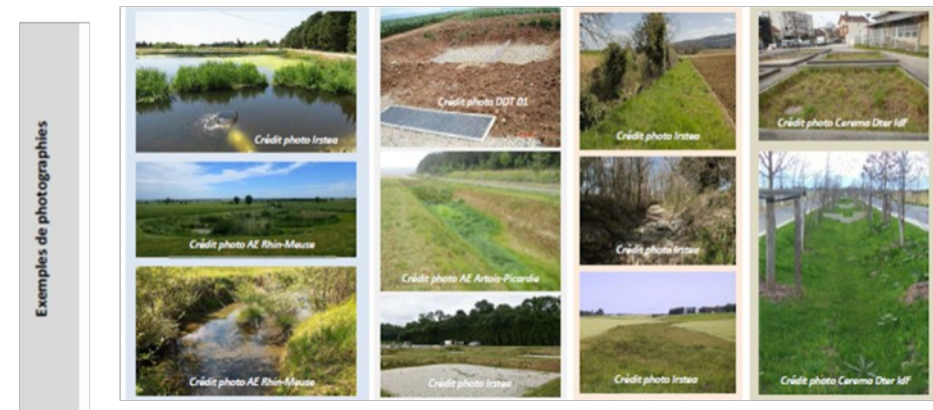 Exemples de photographies
Crédit photo Irstea
Crédit photo AE Rhin-Meuse
Crédit photo AE Rhin-Meuse
Crédit photo DDT 01
Crédit photo AE Artois-Picardie
Crédit photo Irstea
Crédit photo Irstea
Crédit photo Irstea
Crédit photo Irstea
Crédit photo Cerema Dter IdF
Crédit photo Cerema Dter IdF